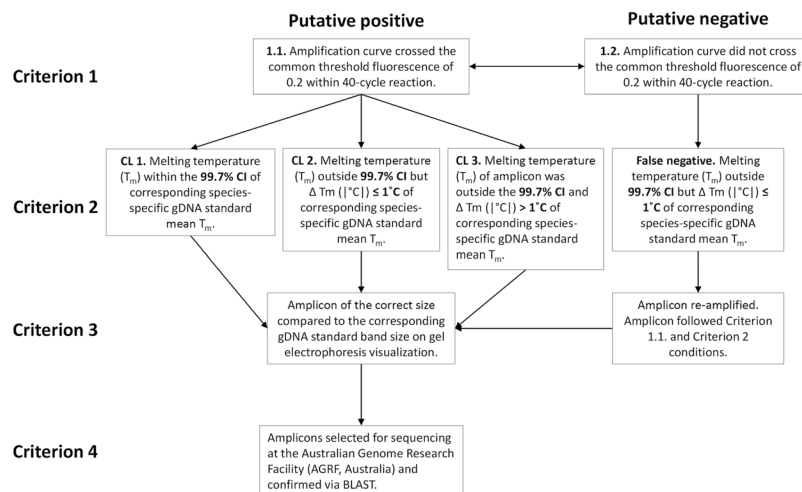 Putative positive
Putative negative
Criterion 1
1.1. Amplification curve crossed the
common threshold fluorescence of
0.2 within 40-cycle reaction.
1.2. Amplification curve did not cross
the common threshold fluorescence of
0.2 within 40-cycle reaction.
Criterion 2
CL 1. Melting temperature
(Tm) within the 99.7% CI of
corresponding species-
specific gDNA standard
mean Tm.
CL 2. Melting temperature
(Tm) outside 99.7% CI but
Δ Tm (|°C|) ≤ 1°C of
corresponding species-
specific gDNA standard
mean Tm.
CL 3. Melting temperature
(Tm) of amplicon was
outside the 99.7% CI and
Δ Tm (|°C|) > 1°C of
corresponding species-
specific gDNA standard
mean Tm.
False negative. Melting
temperature (Tm) outside
99.7% CI but Δ Tm (|°C|) ≤
1°C of corresponding
species-specific gDNA
standard mean Tm.
Criterion 3
Amplicon of the correct size
compared to the corresponding
gDNA standard band size on gel
electrophoresis visualization.
Amplicon re-amplified.
Amplicon followed Criterion
1.1. and Criterion 2
conditions.
Criterion 4
Amplicons selected for sequencing
at the Australian Genome Research
Facility (AGRF, Australia) and
confirmed via BLAST.